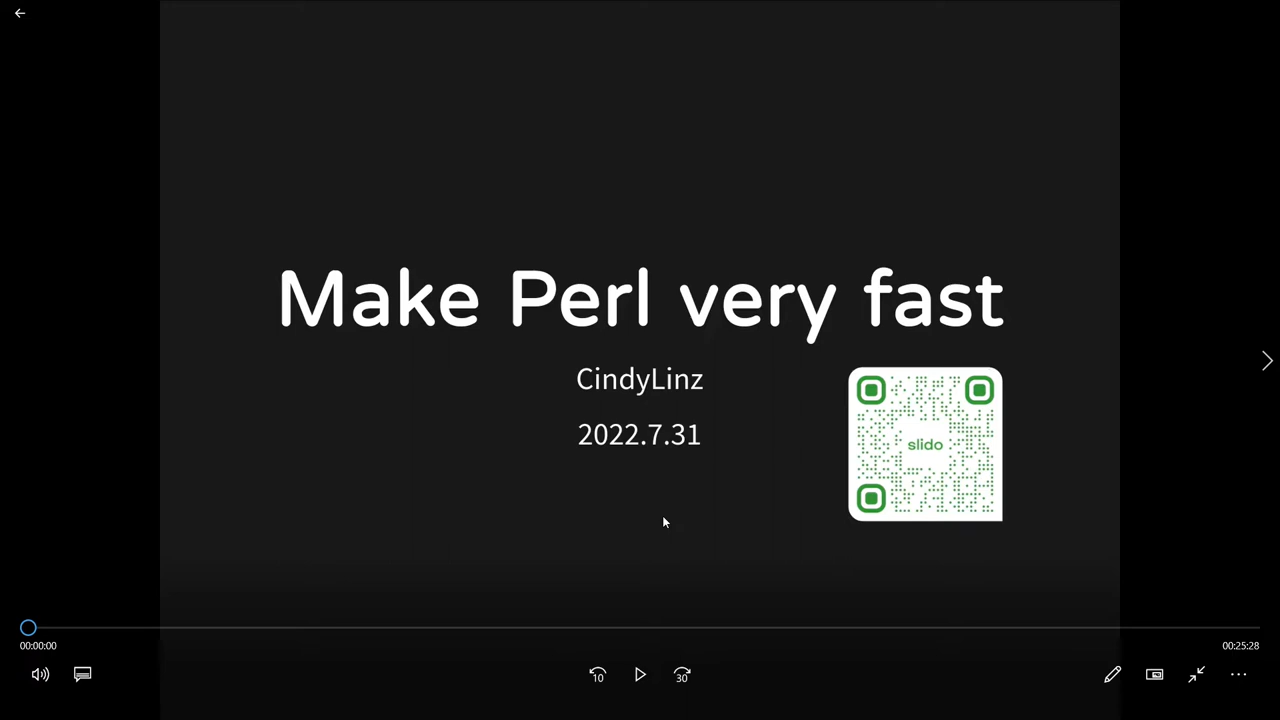 Make Perl very fast
CindyLinz
2022.7.31
slido
00:00:00
00:25:28
10
30